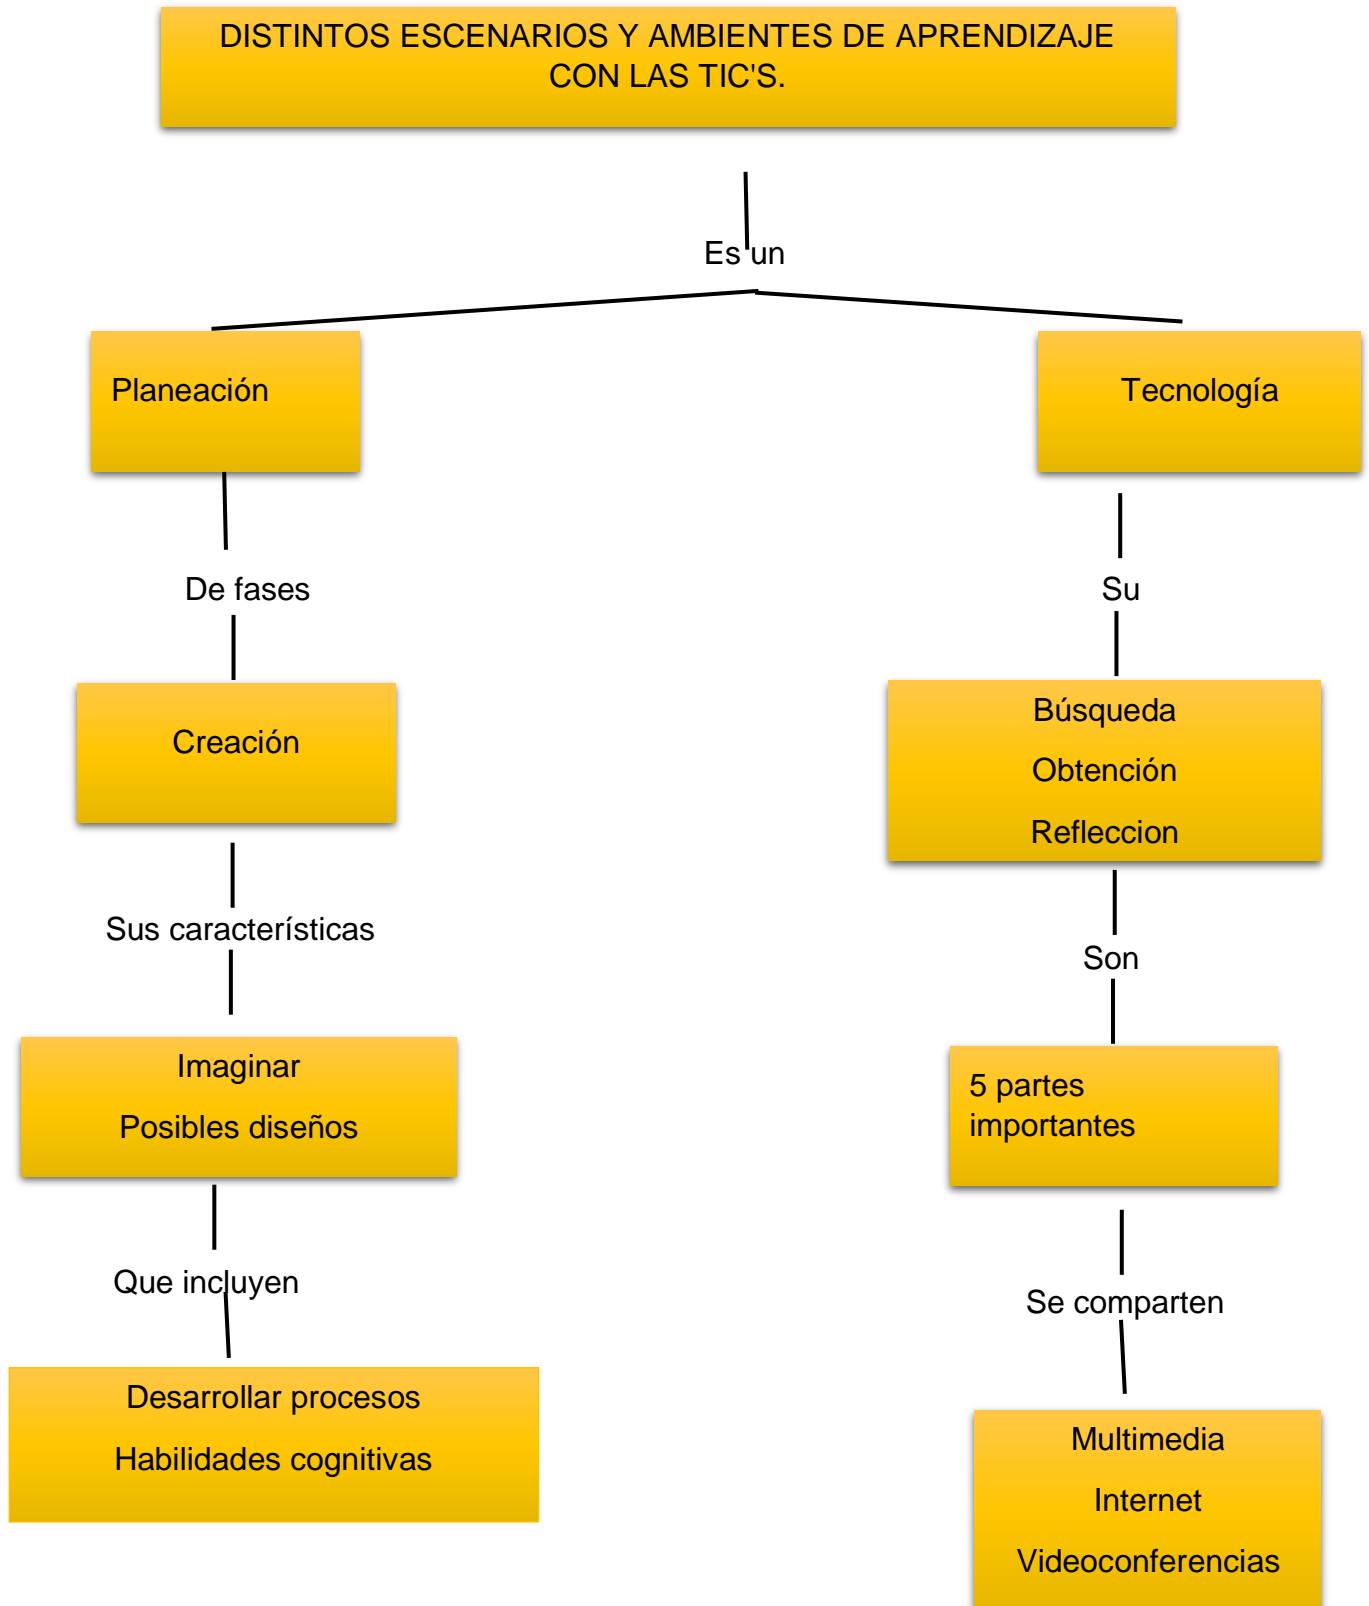 DISTINTOS ESCENARIOS Y AMBIENTES DE APRENDIZAJE
CON LAS TIC'S.
Es un
Planeación
Tecnología
De fases
Su
Creación
Búsqueda
Obtención
Refleccion
Sus características
Son
Imaginar
Posibles diseños
5 partes
importantes
Que incluyen
Se comparten
Desarrollar procesos
Habilidades cognitivas
Multimedia
Internet
Videoconferencias